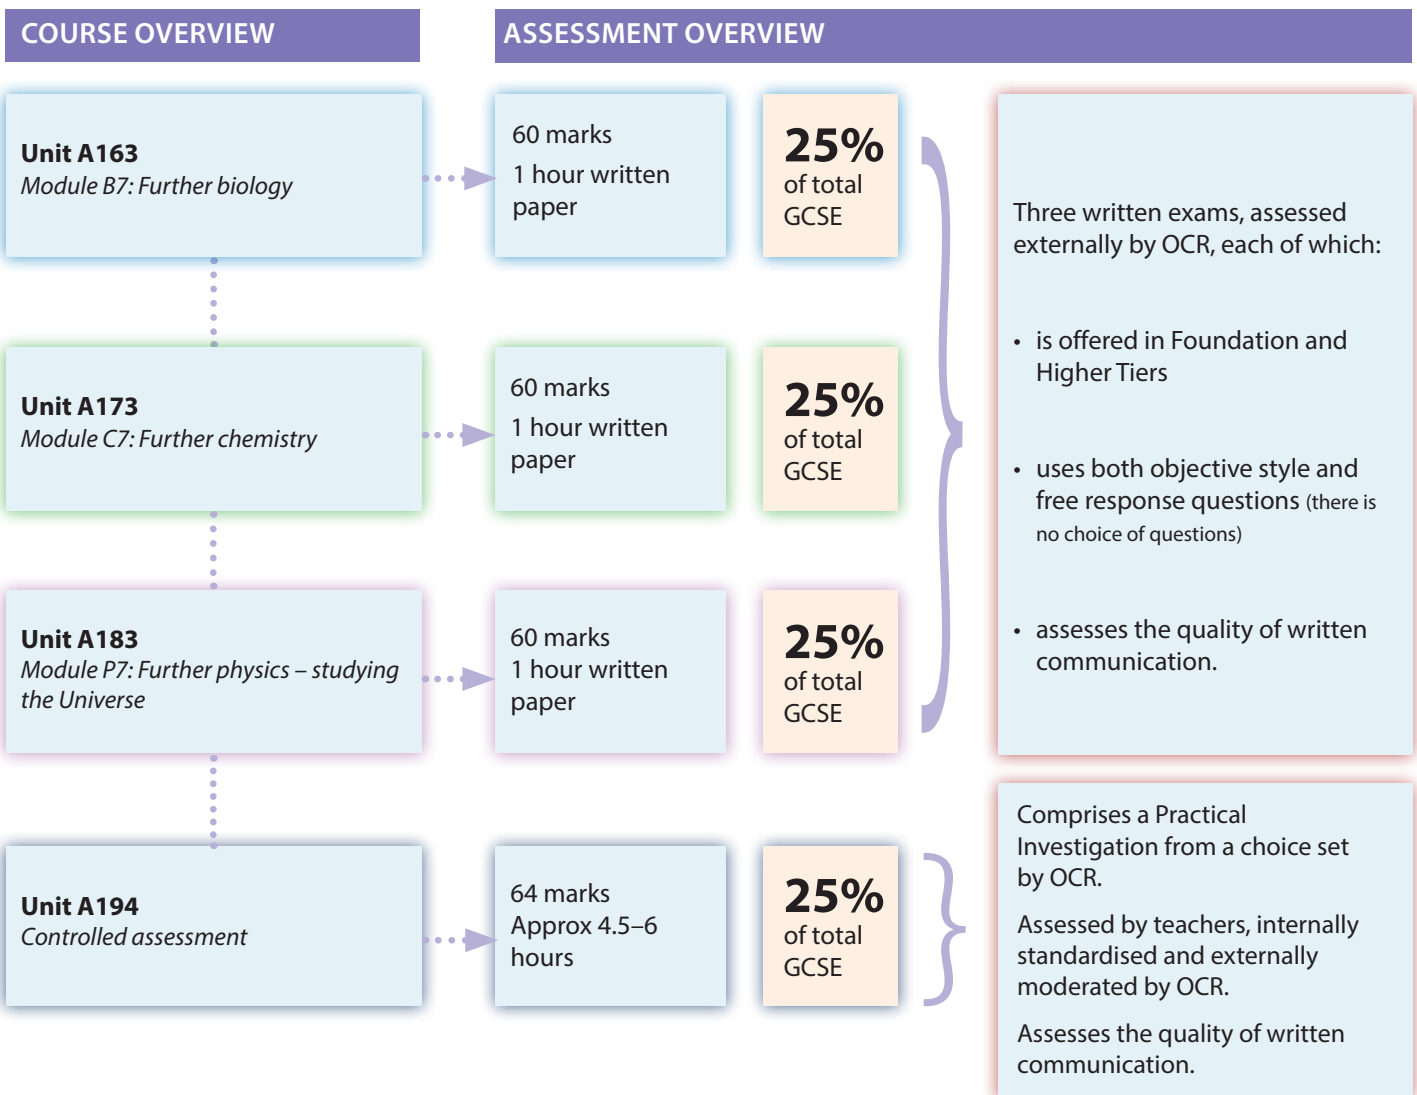 COURSE OVERVIEW
ASSESSMENT OVERVIEW
Unit A163
Module B7: Further biology
60 marks
1 hour written
paper
25%
of total
GCSE
Unit A173
Module C7: Further chemistry
60 marks
1 hour written
paper
25%
of total
GCSE
Unit A183
Module P7: Further physics – studying
the Universe
60 marks
1 hour written
paper
25%
of total
GCSE
Three written exams, assessed
externally by OCR, each of which:
• is offered in Foundation and
Higher Tiers
• uses both objective style and
free response questions (there is
no choice of questions)
• assesses the quality of written
communication.
Unit A194
Controlled assessment
64 marks
Approx 4.5–6
hours
25%
of total
GCSE
Comprises a Practical
Investigation from a choice set
by OCR.
Assessed by teachers, internally
standardised and externally
moderated by OCR.
Assesses the quality of written
communication.